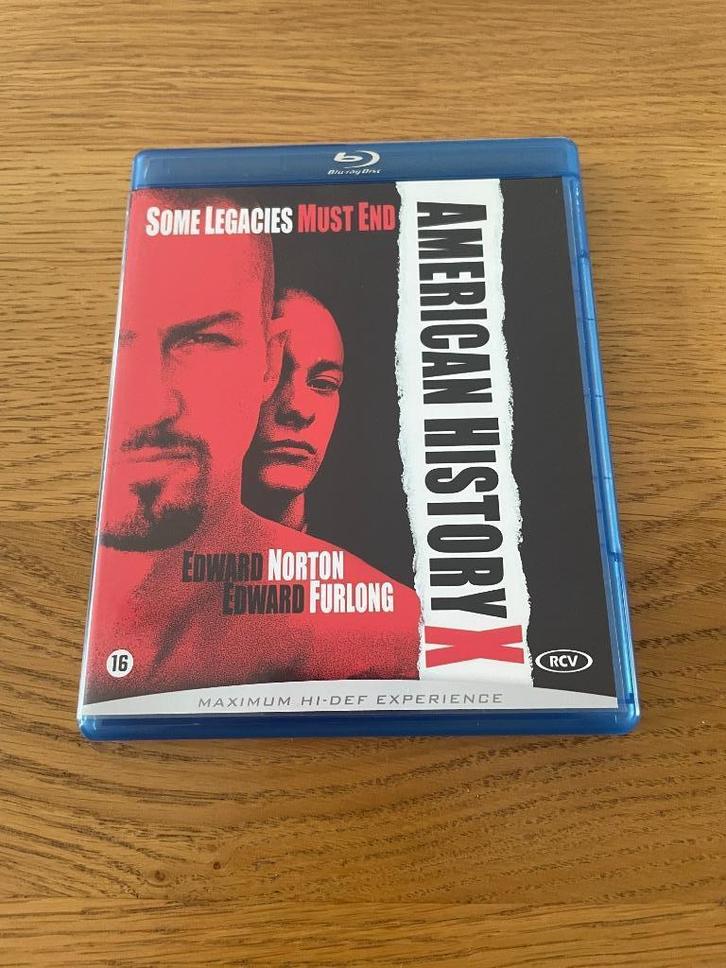 Blu-ray Disc
SOME LEGACIES MUST END
AMERICAN HISTORY X
EDWARD NORTON
EDWARD FURLONG
16
RCV
MAXIMUM HI-DEF EXPERIENCE